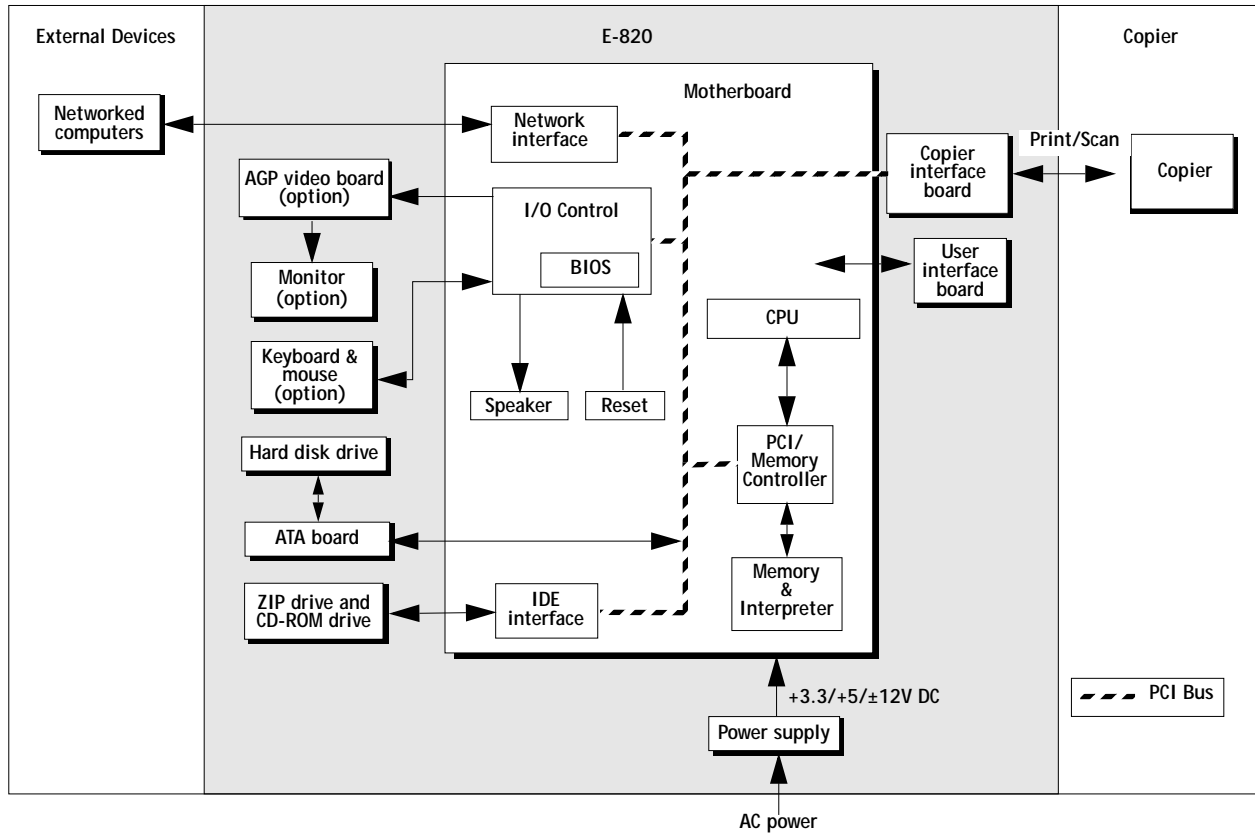 External Devices
E-820
Copier
Motherboard
Networked
computers
Network
interface
Copier
interface
board
Print/Scan
Copier
AGP video board
(option)
I/O Control
BIOS
Monitor
(option)
User
interface
board
CPU
Keyboard &
mouse
(option)
Speaker
Reset
Hard disk drive
PCI/
Memory
Controller
ATA board
ZIP drive and
CD-ROM drive
IDE
interface
Memory
&
Interpreter
+3.3/+5/±12V DC
PCI Bus
Power supply
AC power